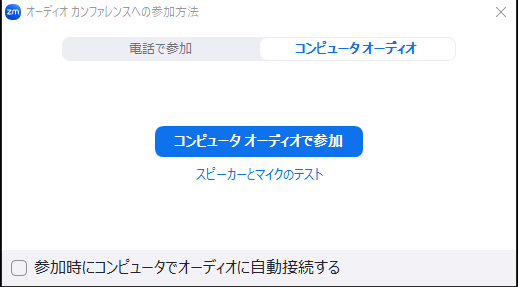 zm オーディオ カンファレンスへの参加方法
電話で参加 コンピュータ オーディオ
コンピュータ オーディオで参加
スピーカーとマイクのテスト
参加時にコンピュータでオーディオに自動接続する